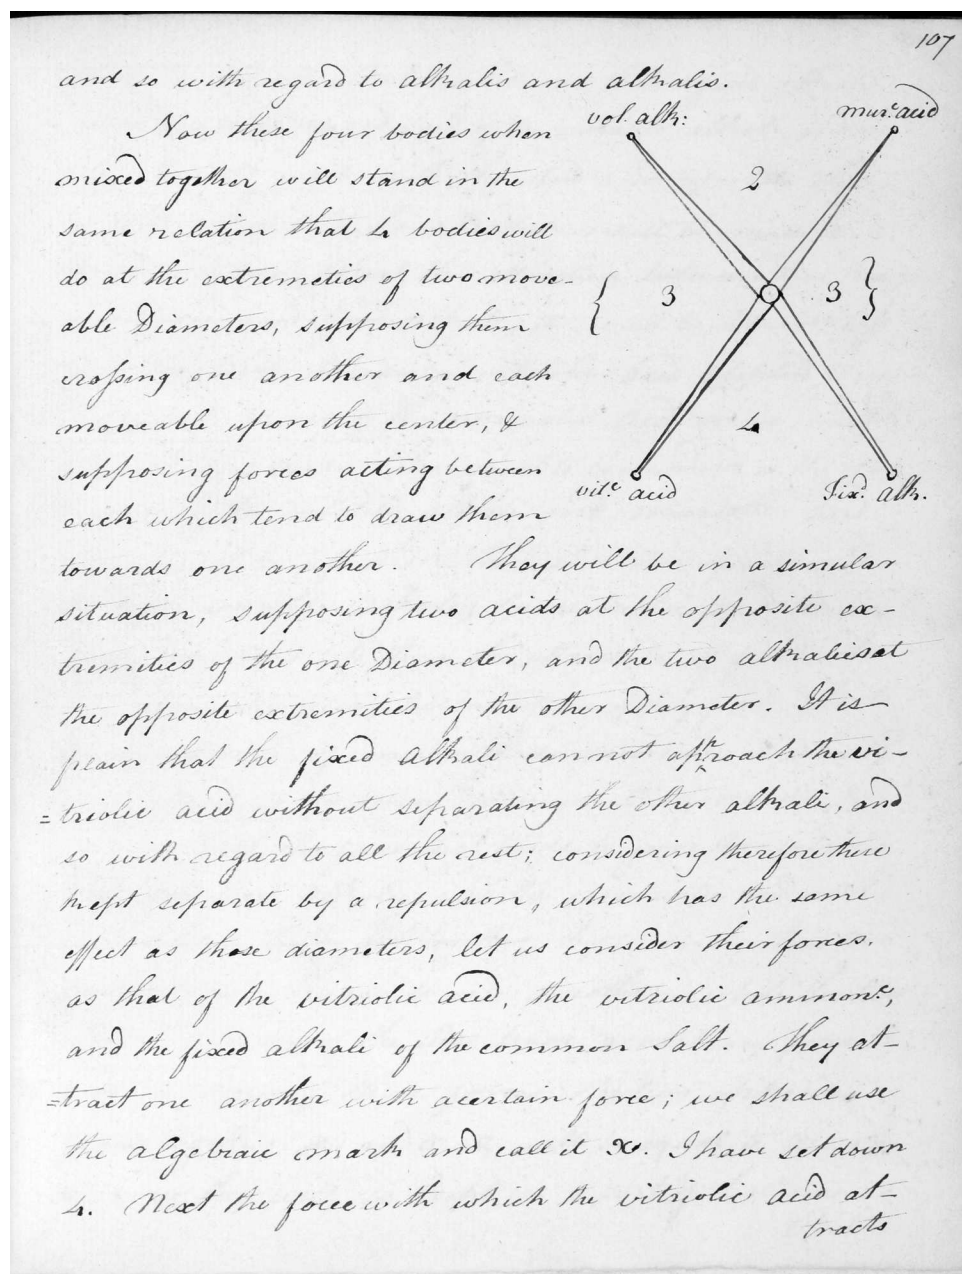 107
and so with regard to alkalis and alkalis.
vol. alk:
mur.c acid
2
{ 3
3 }
4
vit.c acid
Fix.d alk.
Now these four bodies when
mixed together will stand in the
same relation that 4 bodies will
do at the extremeties of two move-
able Diameters, supposing them
crossing one another and each
moveable upon the center, &
supposing forces acting between
each which tend to draw them
towards one another. They will be in a simular
situation, supposing two acids at the opposite ex-
tremities of the one Diameter, and the two alkalies at
the opposite extremities of the other Diameter. It is
plain that the fixed Alkali cannot approach the vi-
=triolic acid without separating the other alkali, and
so with regard to all the rest; considering therefore these
kept separate by a repulsion, which has the same
effect as those diameters, let us consider their forces,
as that of the vitriolic acid, the vitriolic ammon.c,
and the fixed alkali of the common Salt. They at-
=tract one another with a certain force; we shall use
the algebraic mark and call it x. I have set down
4. Next the force with which the vitriolic acid at-
tracts